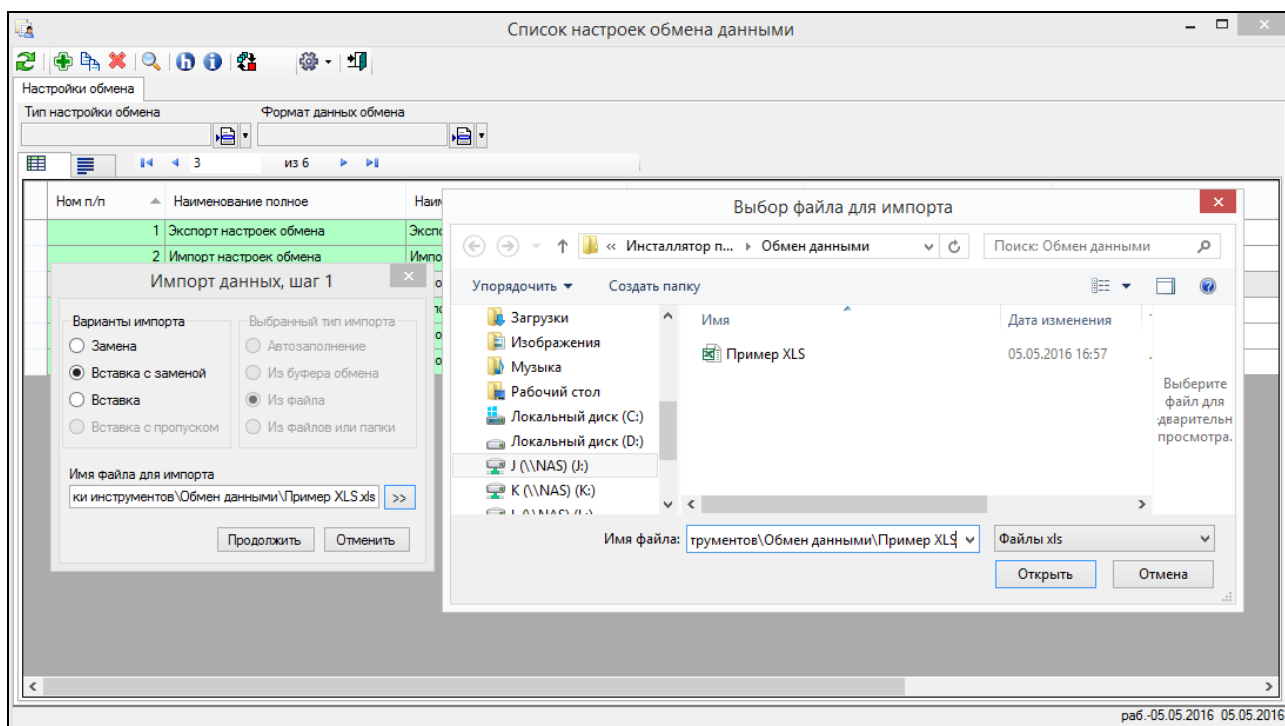 Список настроек обмена данными
Настройки обмена
Тип настройки обмена Формат данных обмена
3 из 6
Ном п/п Наименование полное
1 Экспорт настроек обмена
2 Импорт настроек обмена
Импорт данных, шаг 1
Варианты импорта Выбранный тип импорта
Замена Автозаполнение
Вставка с заменой Из буфера обмена
Вставка Из файла
Вставка с пропуском Из файлов или папки
Имя файла для импорта
ки инструментов\Обмен данными\Пример XLS.xls >>
Продолжить Отменить
Выбор файла для импорта
« Инсталлятор п... Обмен данными Поиск: Обмен данными
Упорядочить Создать папку
Загрузки
Изображения
Музыка
Рабочий стол
Локальный диск (C:)
Локальный диск (D:)
J (\\NAS) (J:)
K (\\NAS) (K:)
Имя Дата изменения
Пример XLS 05.05.2016 16:57
Выберите
файл для
дварительн
просмотра.
Имя файла: трументов\Обмен данными\Пример XLS Файлы xls
Открыть Отмена
раб.-05.05.2016 05.05.2016